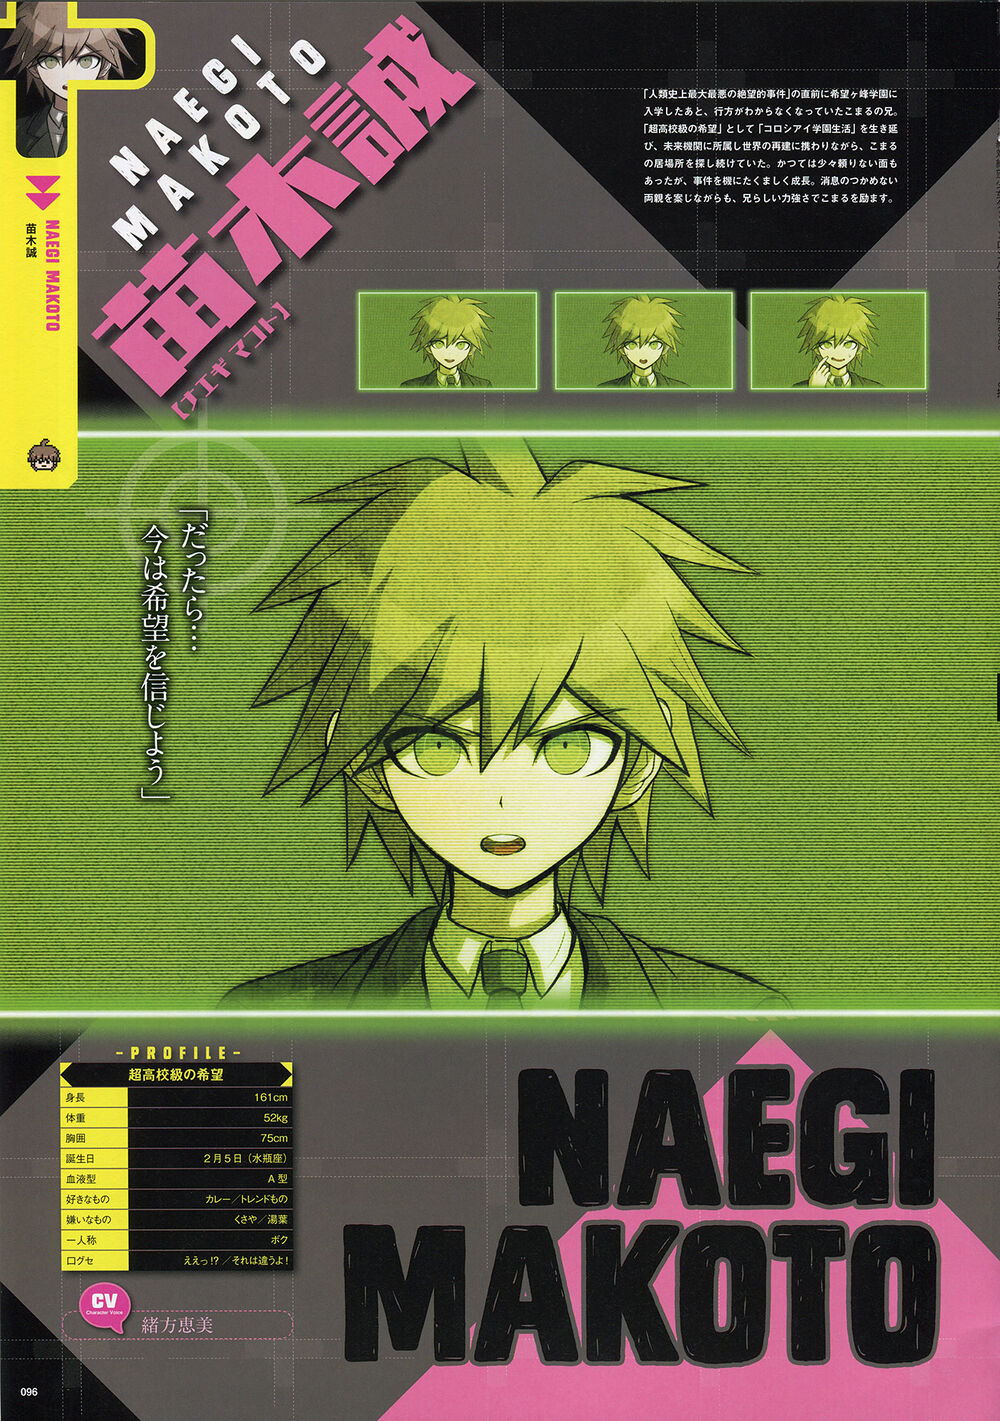 NAEGI MAKOTO
苗木誠
NAEGI
MAKOTO
苗木誠
【ナエギマコト】
「人類史上最大最悪の絶望的事件」の直前に希望ヶ峰学園に
入学したあと、行方がわからなくなっていたこまるの兄。
「超高校級の希望」として「コロシアイ学園生活」を生き延
び、未来機関に所属し世界の再建に携わりながら、こまる
の居場所を探し続けていた。かつては少々頼りない面も
あったが、事件を機にたくましく成長。消息のつかめない
両親を案じながらも、兄らしい力強さでこまるを励ます。
「だったら…
今は希望を信じよう」
-PROFILE-
超高校級の希望
身長 161cm
体重 52kg
胸囲 75cm
誕生日 2月5日(水瓶座)
血液型 A型
好きなもの カレー/トレンドもの
嫌いなもの くさや/湯葉
一人称 ボク
口グセ ええっ!?/それは違うよ!
CV
Character Voice
緒方恵美
NAEGI
MAKOTO
096